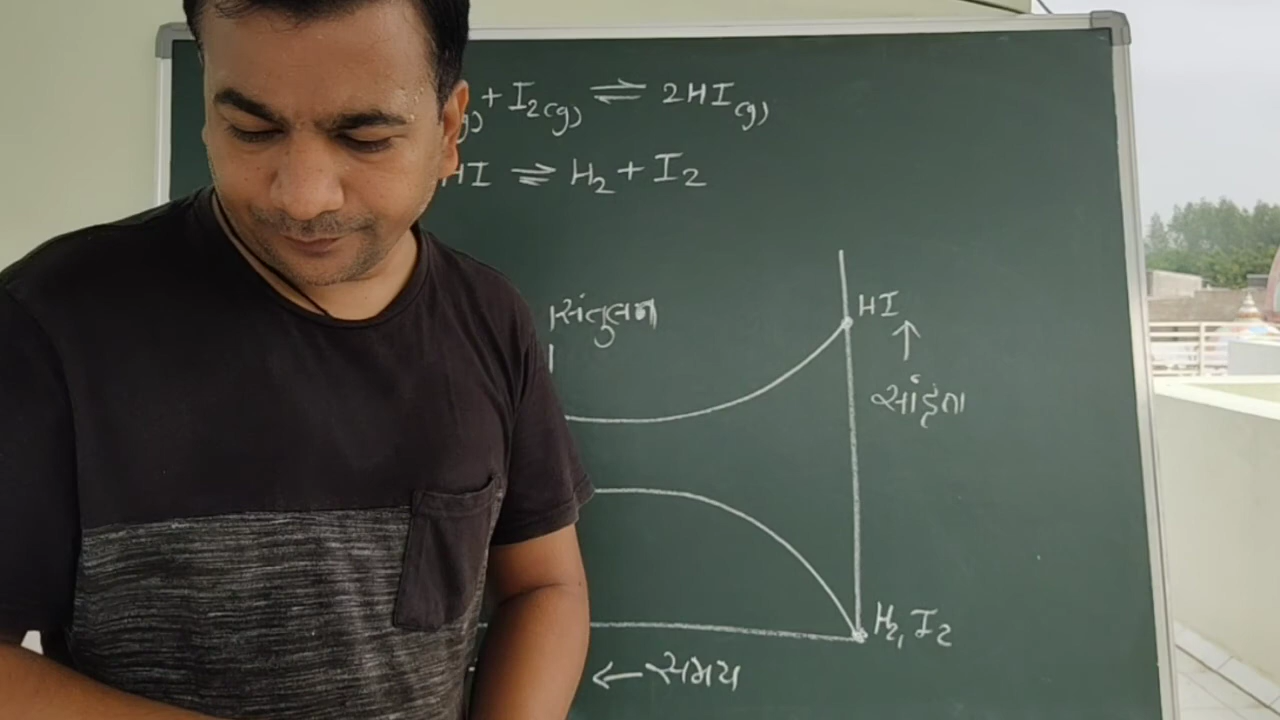 + I₂(g) ⇌ 2HI(g)
HI ⇌ H₂ + I₂
સંતુલન
HI
↑
સાંદ્રતા
H₂, I₂
← સમય